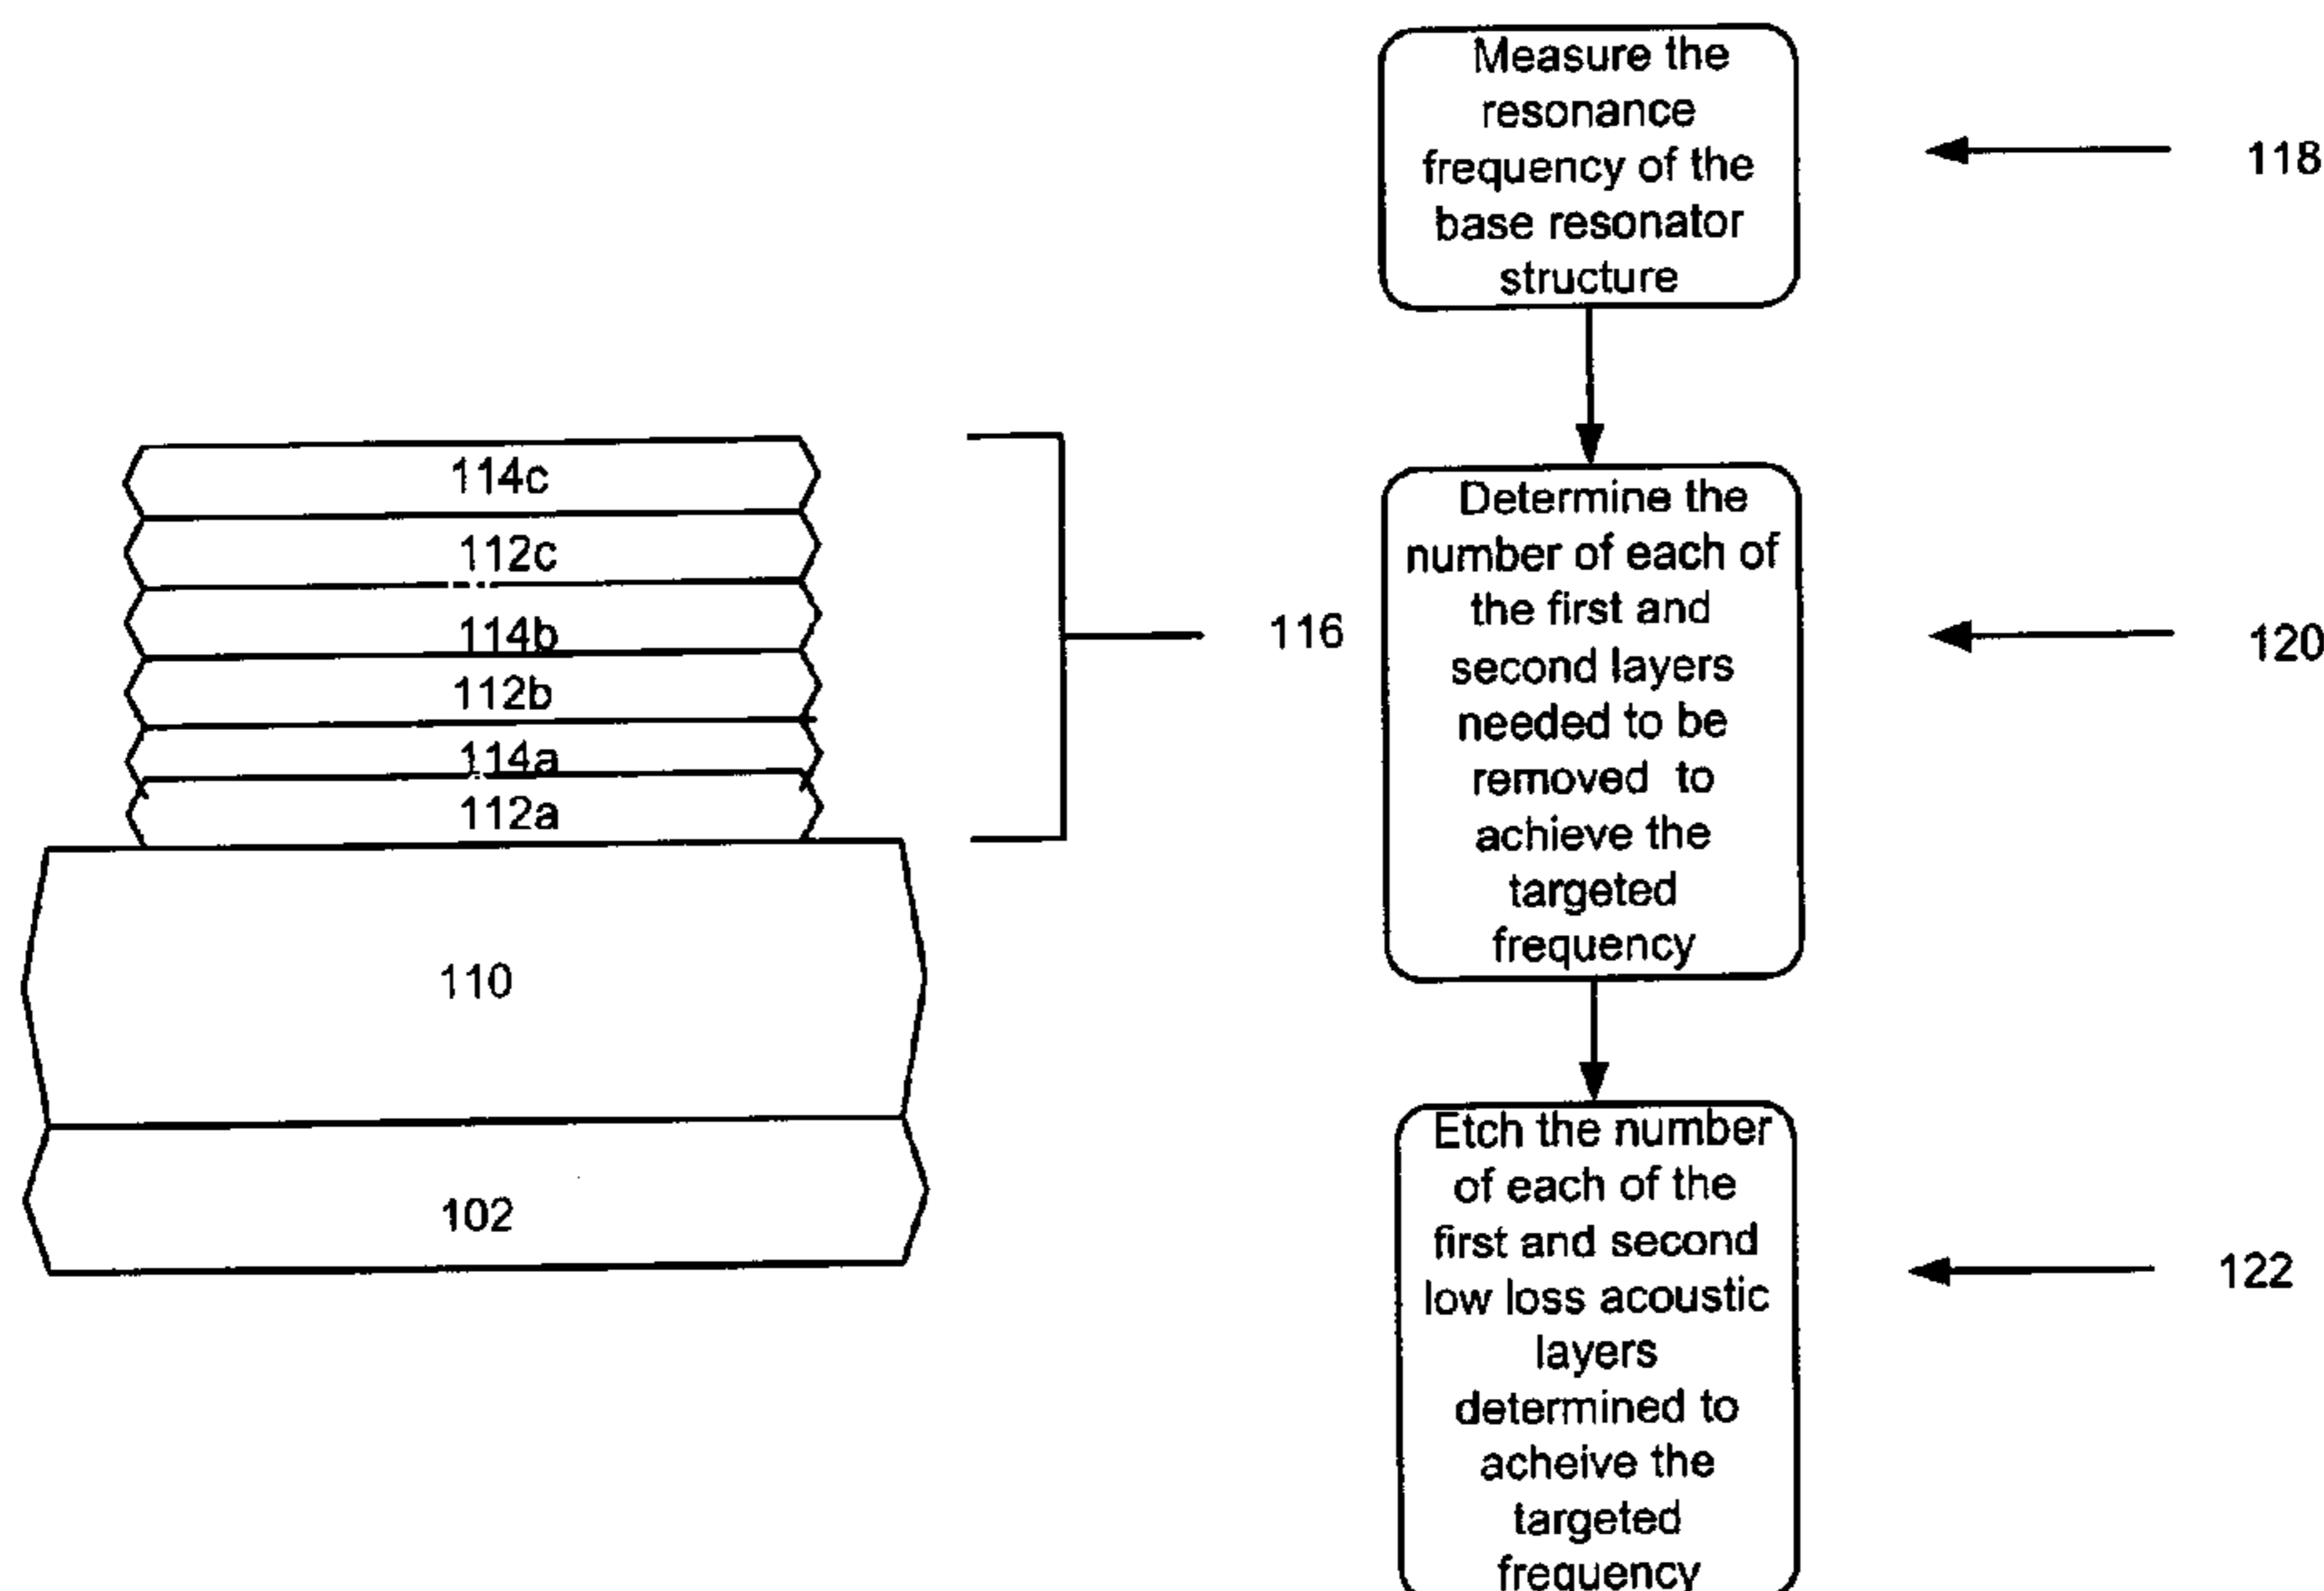 114c
112c
114b
112b
114a
112a
110
102
116
Measure the
resonance
frequency of the
base resonator
structure
118
Determine the
number of each of
the first and
second layers
needed to be
removed to
achieve the
targeted
frequency
120
Etch the number
of each of the
first and second
low loss acoustic
layers
determined to
acheive the
targeted
frequency
122